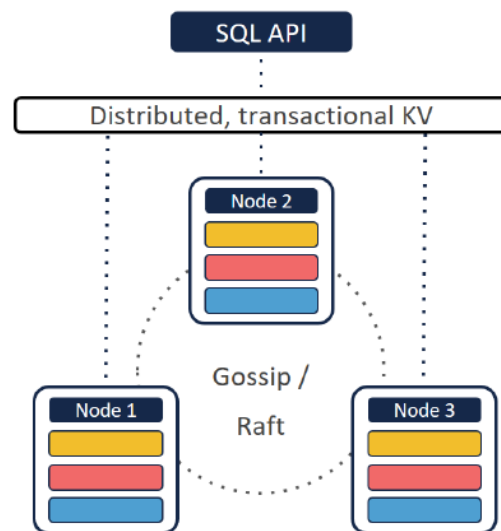 SQL API
Distributed, transactional KV
Node 2
Gossip /
Raft
Node 1
Node 3